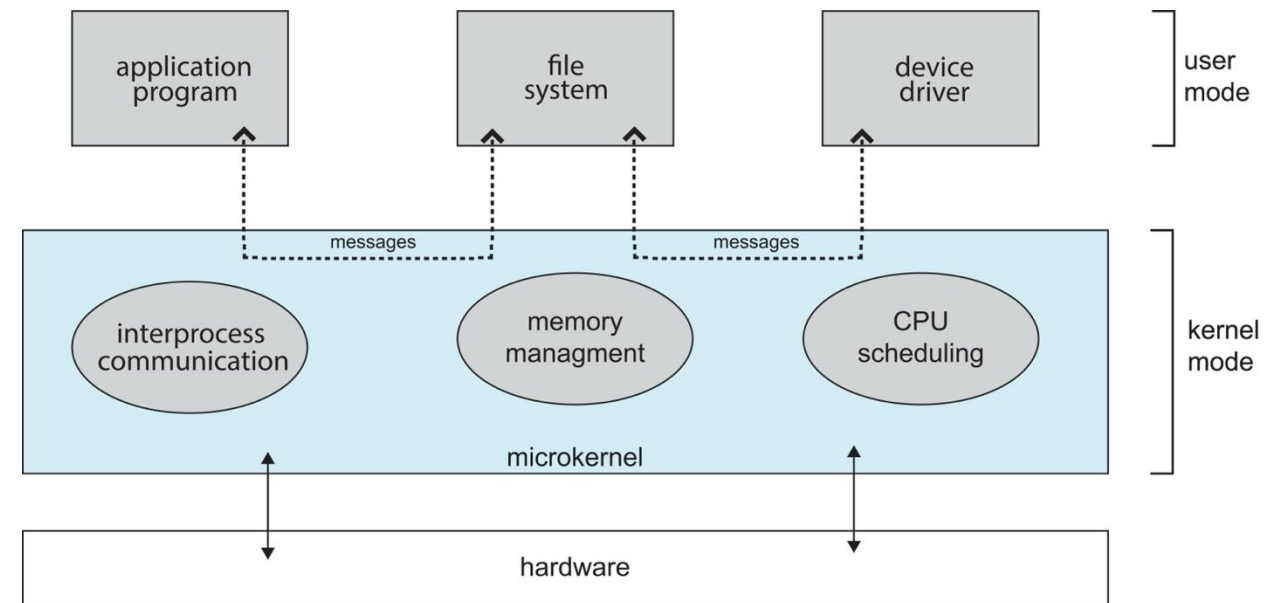 application
program
file
system
device
driver
user
mode
messages
messages
interprocess
communication
memory
managment
CPU
scheduling
kernel
mode
microkernel
hardware